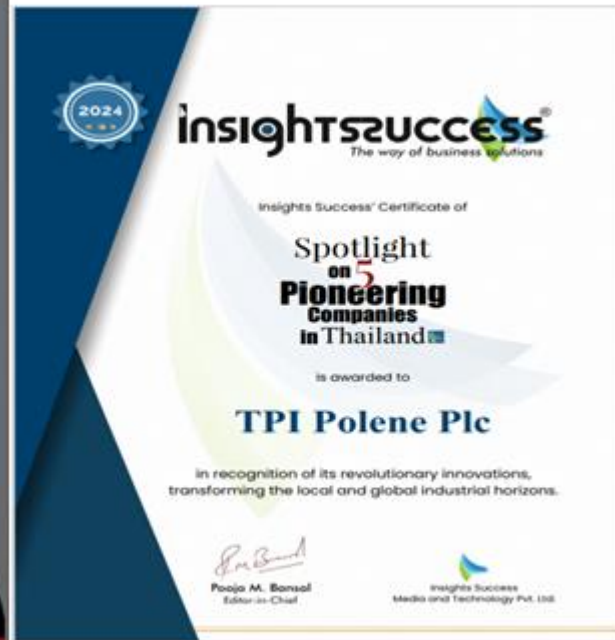 2024
insightssuccess®
The way of business solutions
Insights Success' Certificate of
Spotlight
on 5
Pioneering
Companies
in Thailand
is awarded to
TPI Polene Plc
in recognition of its revolutionary innovations,
transforming the local and global industrial horizons.
Pooja M. Bansal
Editor-in-Chief
Insights Success
Media and Technology Pvt. Ltd.